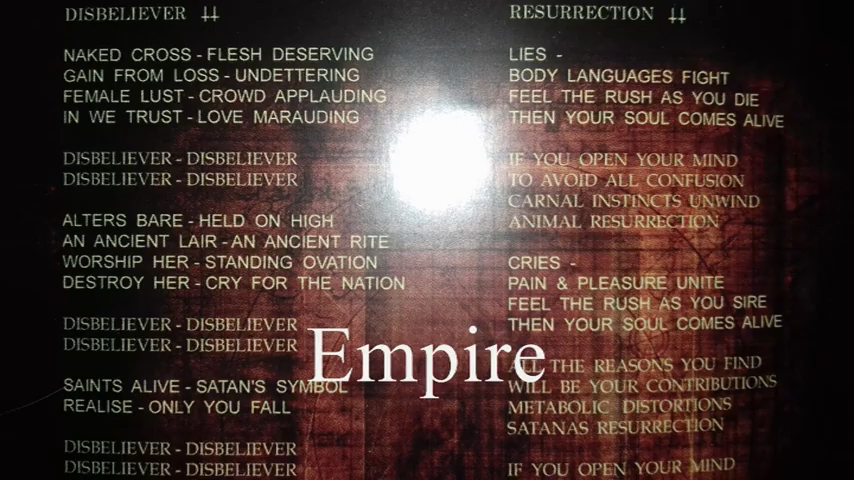 DISBELIEVER
NAKED CROSS - FLESH DESERVING
GAIN FROM LOSS - UNDETTERING
FEMALE LUST - CROWD APPLAUDING
IN WE TRUST - LOVE MARAUDING
DISBELIEVER - DISBELIEVER
DISBELIEVER - DISBELIEVER
ALTERS BARE - HELD ON HIGH
AN ANCIENT LAIR - AN ANCIENT RITE
WORSHIP HER - STANDING OVATION
DESTROY HER - CRY FOR THE NATION
DISBELIEVER - DISBELIEVER
DISBELIEVER - DISBELIEVER
SAINTS ALIVE - SATAN'S SYMBOL
REALISE - ONLY YOU FALL
DISBELIEVER - DISBELIEVER
DISBELIEVER - DISBELIEVER
RESURRECTION
LIES -
BODY LANGUAGES FIGHT
FEEL THE RUSH AS YOU DIE
THEN YOUR SOUL COMES ALIVE
IF YOU OPEN YOUR MIND
TO AVOID ALL CONFUSION
CARNAL INSTINCTS UNWIND
ANIMAL RESURRECTION
CRIES -
PAIN & PLEASURE UNITE
FEEL THE RUSH AS YOU SIRE
THEN YOUR SOUL COMES ALIVE
ALL THE REASONS YOU FIND
WILL BE YOUR CONTRIBUTIONS
METABOLIC DISTORTIONS
SATANAS RESURRECTION
IF YOU OPEN YOUR MIND
Empire